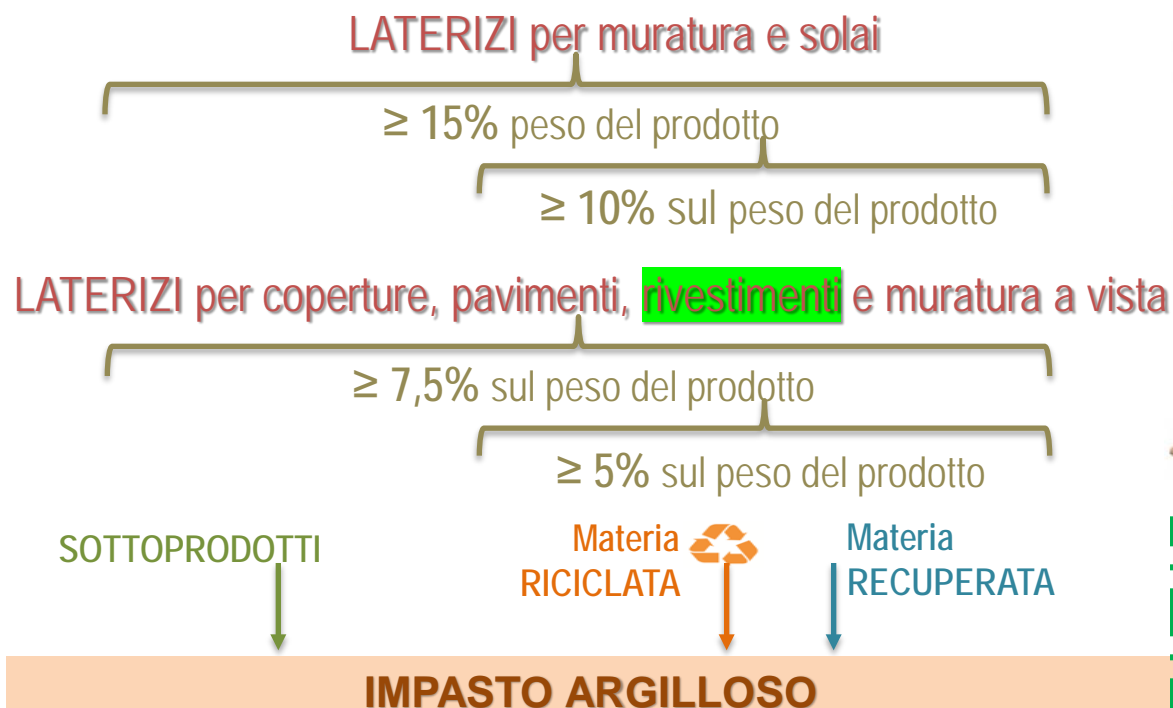 LATERIZI per muratura e solai
≥ 15% peso del prodotto
≥ 10% sul peso del prodotto
LATERIZI per coperture, pavimenti, rivestimenti e muratura a vista
≥ 7,5% sul peso del prodotto
≥ 5% sul peso del prodotto
SOTTOPRODOTTI
Materia
RICICLATA
Materia
RECUPERATA
IMPASTO ARGILLOSO